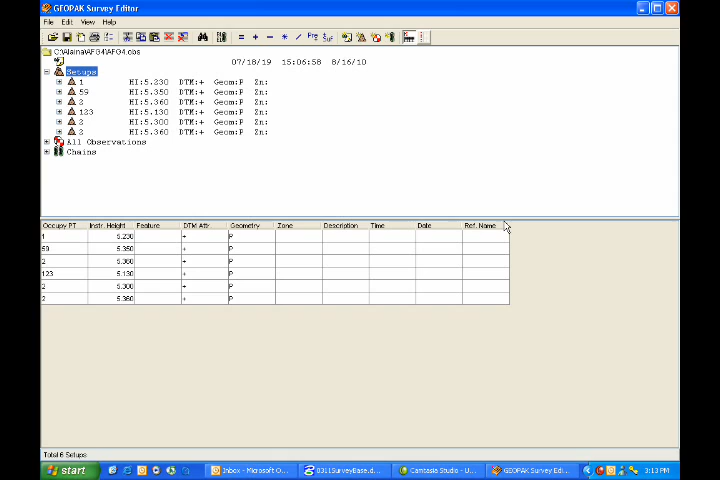 GEOPAK Survey Editor
File Edit View Help
= + - * / Pre Suf
C:\Alaina\AFG4\AFG4.obs
07/18/19 15:06:58 8/16/10
Setups
1 HI:5.230 DTM:+ Geom:P Zn:
59 HI:5.350 DTM:+ Geom:P Zn:
2 HI:5.360 DTM:+ Geom:P Zn:
123 HI:5.130 DTM:+ Geom:P Zn:
2 HI:5.300 DTM:+ Geom:P Zn:
2 HI:5.360 DTM:+ Geom:P Zn:
All Observations
Chains
Occupy PT Instr. Height Feature DTM Attr. Geometry Zone Description Time Date Ref. Name
1 5.230 + P
59 5.350 + P
2 5.360 + P
123 5.130 + P
2 5.300 + P
2 5.360 + P
Total 6 Setups
start Inbox - Microsoft O... 0311SurveyBase.d... Camtasia Studio - U... GEOPAK Survey Edi... 3:13 PM